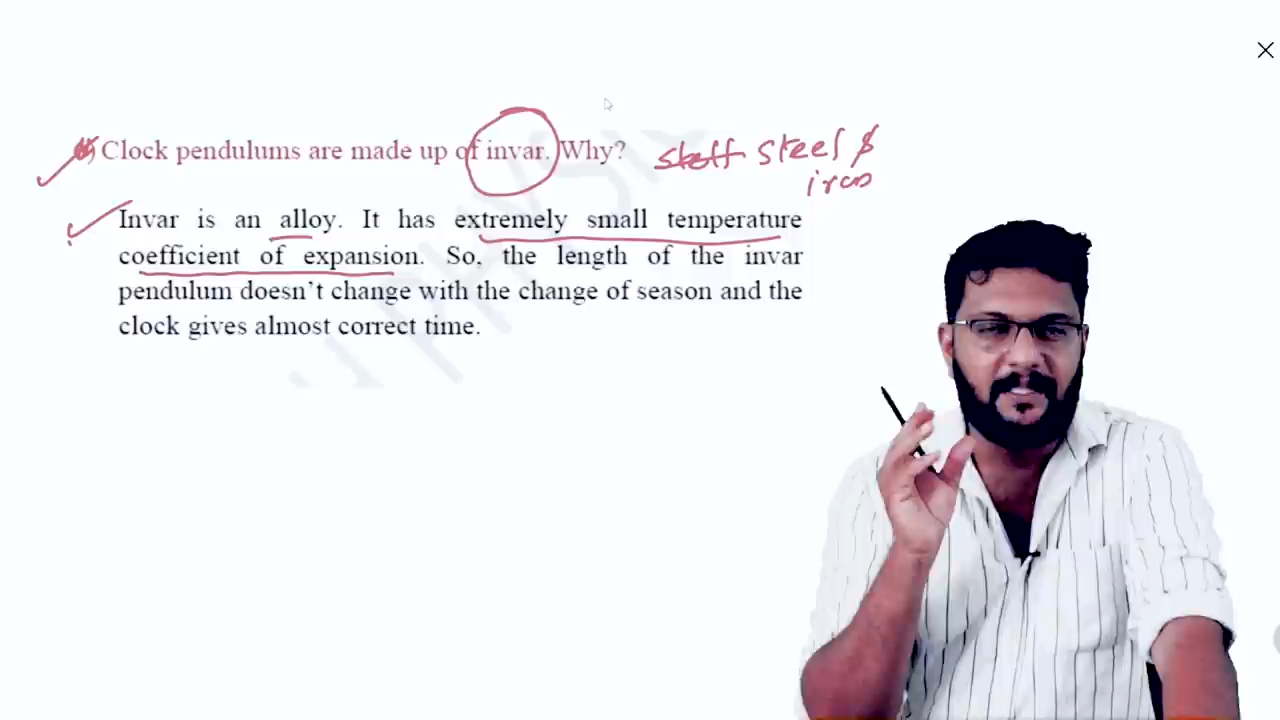 Clock pendulums are made up of invar. Why? steel &
iron
Invar is an alloy. It has extremely small temperature
coefficient of expansion. So, the length of the invar
pendulum doesn't change with the change of season and the
clock gives almost correct time.